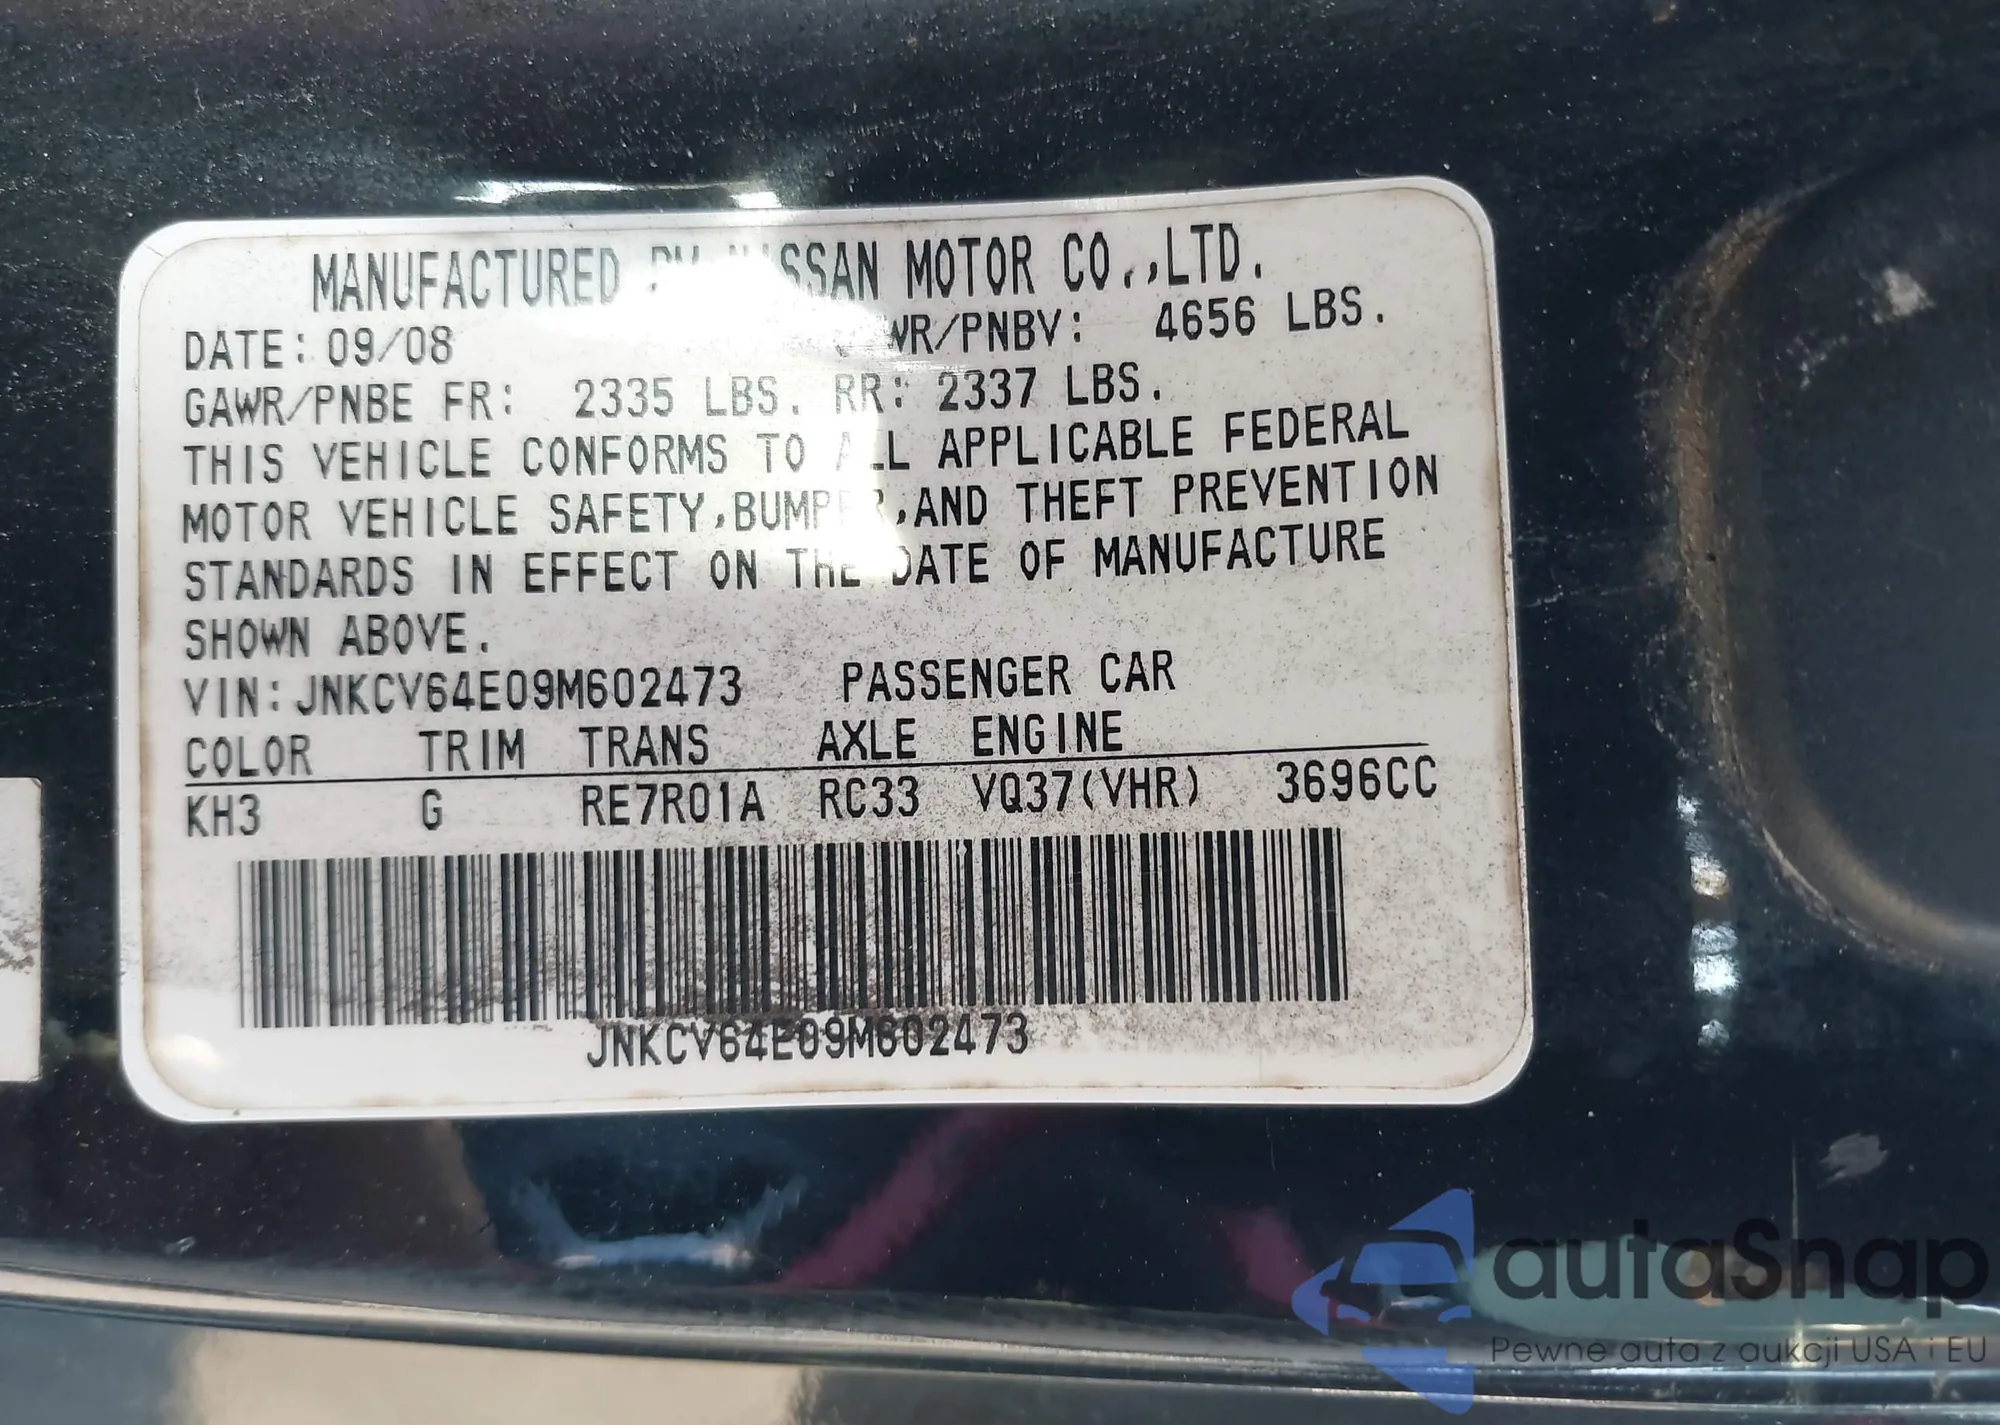 MANUFACTURED BY NISSAN MOTOR CO.,LTD.
DATE: 09/08 GVWR/PNBV: 4656 LBS.
GAWR/PNBE FR: 2335 LBS. RR: 2337 LBS.
THIS VEHICLE CONFORMS TO ALL APPLICABLE FEDERAL
MOTOR VEHICLE SAFETY,BUMPER,AND THEFT PREVENTION
STANDARDS IN EFFECT ON THE DATE OF MANUFACTURE
SHOWN ABOVE.
VIN:JNKCV64E09M602473 PASSENGER CAR
COLOR TRIM TRANS AXLE ENGINE
KH3 G RE7R01A RC33 VQ37(VHR) 3696CC
JNKCV64E09M602473
autaSnap
Pewne auta z aukcji USA i EU